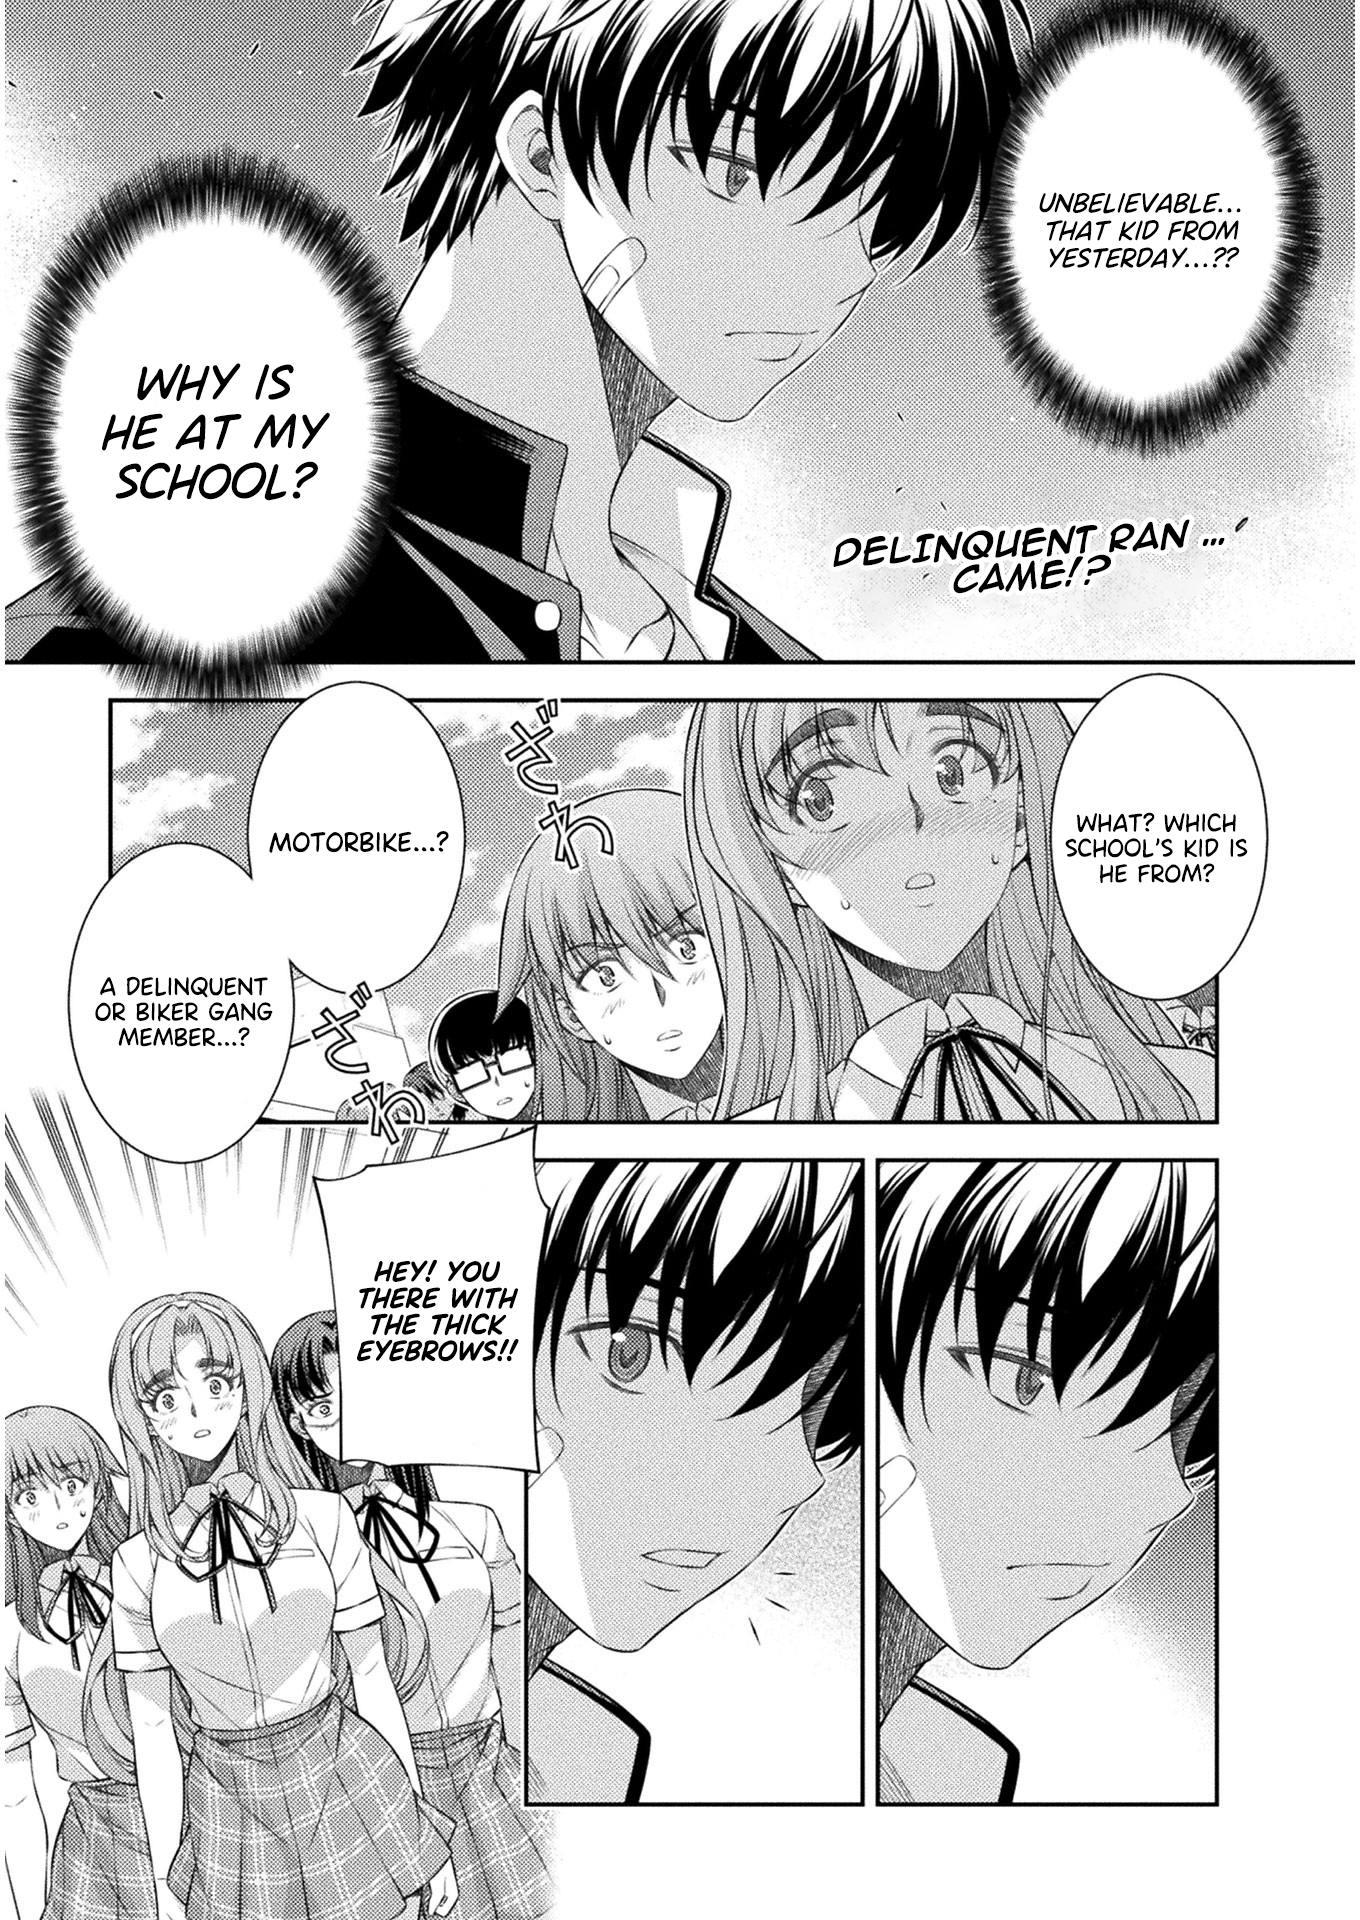 UNBELIEVABLE...
THAT KID FROM
YESTERDAY...??
WHY IS
HE AT MY
SCHOOL?
DELINQUENT RAN ...
CAME!?
WHAT? WHICH
SCHOOL'S KID IS
HE FROM?
ざわ
MOTORBIKE...?
A DELINQUENT
OR BIKER GANG
MEMBER...?
ざわ
HEY! YOU
THERE WITH
THE THICK
EYEBROWS!!